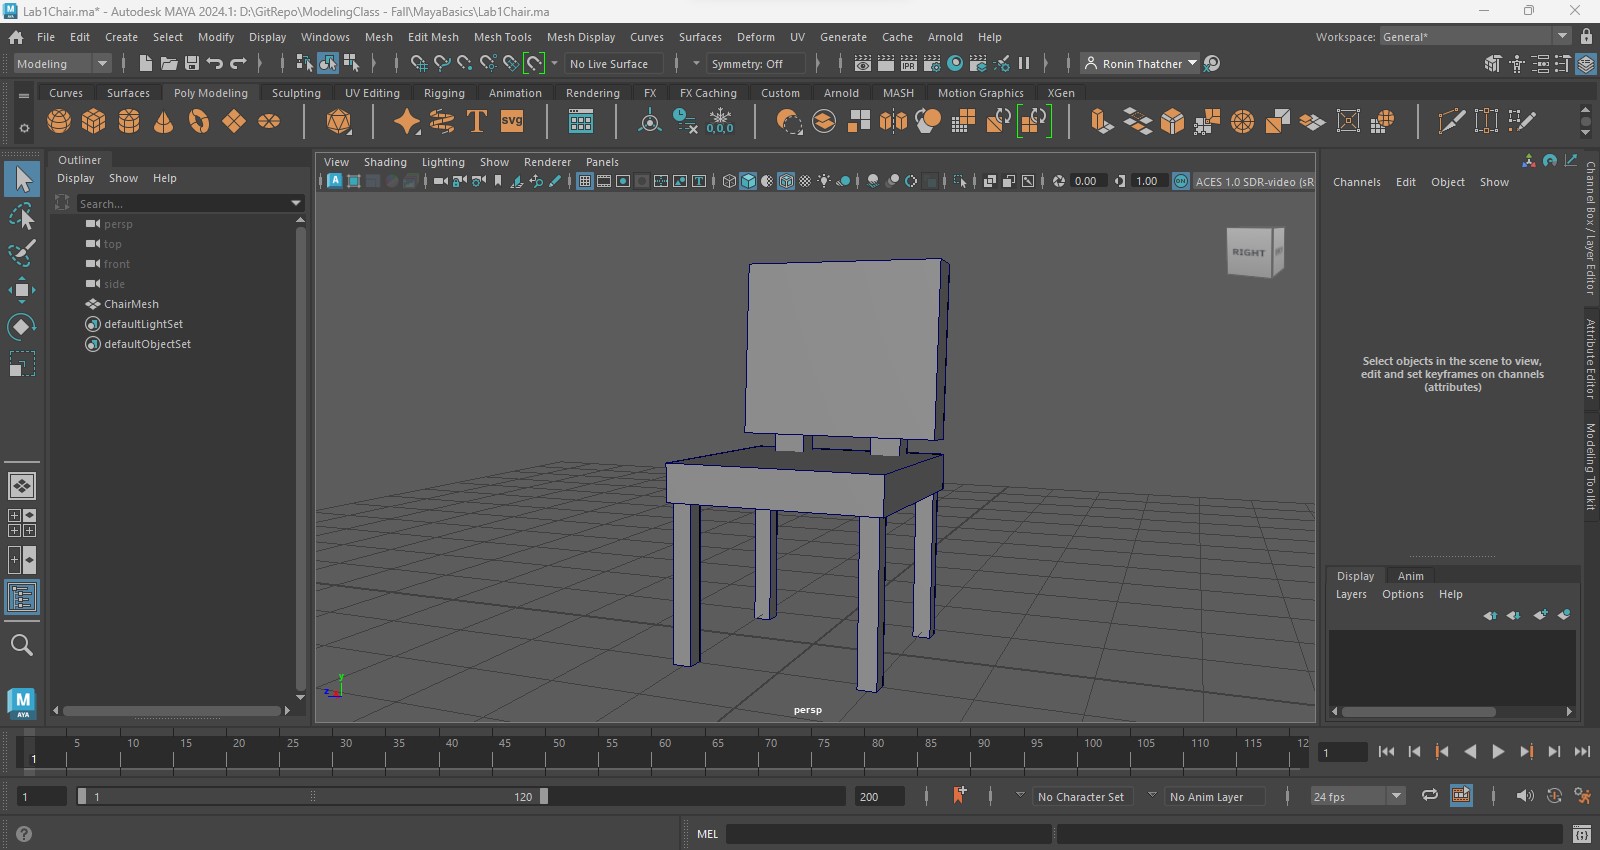 Lab1Chair.ma* - Autodesk MAYA 2024.1: D:\GitRepo\ModelingClass - Fall\MayaBasics\Lab1Chair.ma
File Edit Create Select Modify Display Windows Mesh Edit Mesh Mesh Tools Mesh Display Curves Surfaces Deform UV Generate Cache Arnold Help
Workspace: General*
Modeling
No Live Surface
Symmetry: Off
IPR
Ronin Thatcher
Curves Surfaces Poly Modeling Sculpting UV Editing Rigging Animation Rendering FX FX Caching Custom Arnold MASH Motion Graphics XGen
T
svg
0,0,0
Outliner
Display Show Help
Search...
persp
top
front
side
ChairMesh
defaultLightSet
defaultObjectSet
View Shading Lighting Show Renderer Panels
0.00
1.00
ON
ACES 1.0 SDR-video (sR
RIGHT
persp
y
z
Channels Edit Object Show
Select objects in the scene to view,
edit and set keyframes on channels
(attributes)
Channel Box / Layer Editor
Attribute Editor
Modeling Toolkit
Display Anim
Layers Options Help
M
AYA
5 10 15 20 25 30 35 40 45 50 55 60 65 70 75 80 85 90 95 100 105 110 115 12
1
1
1
1
120
200
No Character Set
No Anim Layer
24 fps
MEL